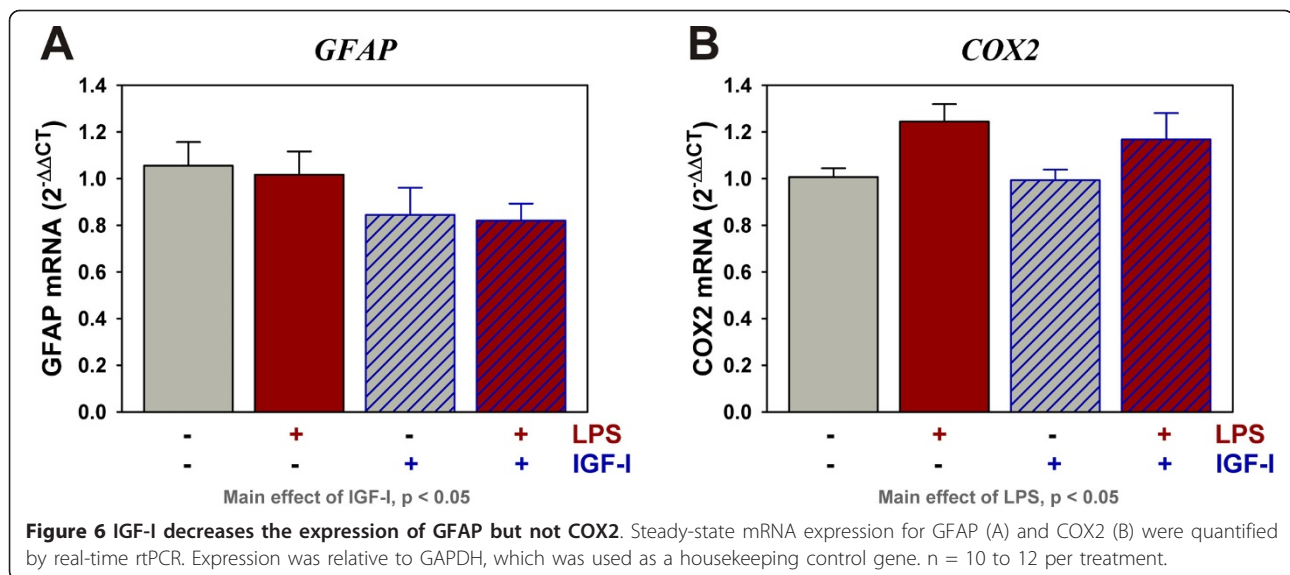 A
GFAP
GFAP mRNA (2^-ΔΔCT)
1.4
1.2
1.0
0.8
0.6
0.4
0.2
0.0
- + - + LPS
- - + + IGF-I
Main effect of IGF-I, p < 0.05
B
COX2
COX2 mRNA (2^-ΔΔCT)
1.4
1.2
1.0
0.8
0.6
0.4
0.2
0.0
- + - + LPS
- - + + IGF-I
Main effect of LPS, p < 0.05
Figure 6 IGF-I decreases the expression of GFAP but not COX2. Steady-state mRNA expression for GFAP (A) and COX2 (B) were quantified
by real-time rtPCR. Expression was relative to GAPDH, which was used as a housekeeping control gene. n = 10 to 12 per treatment.